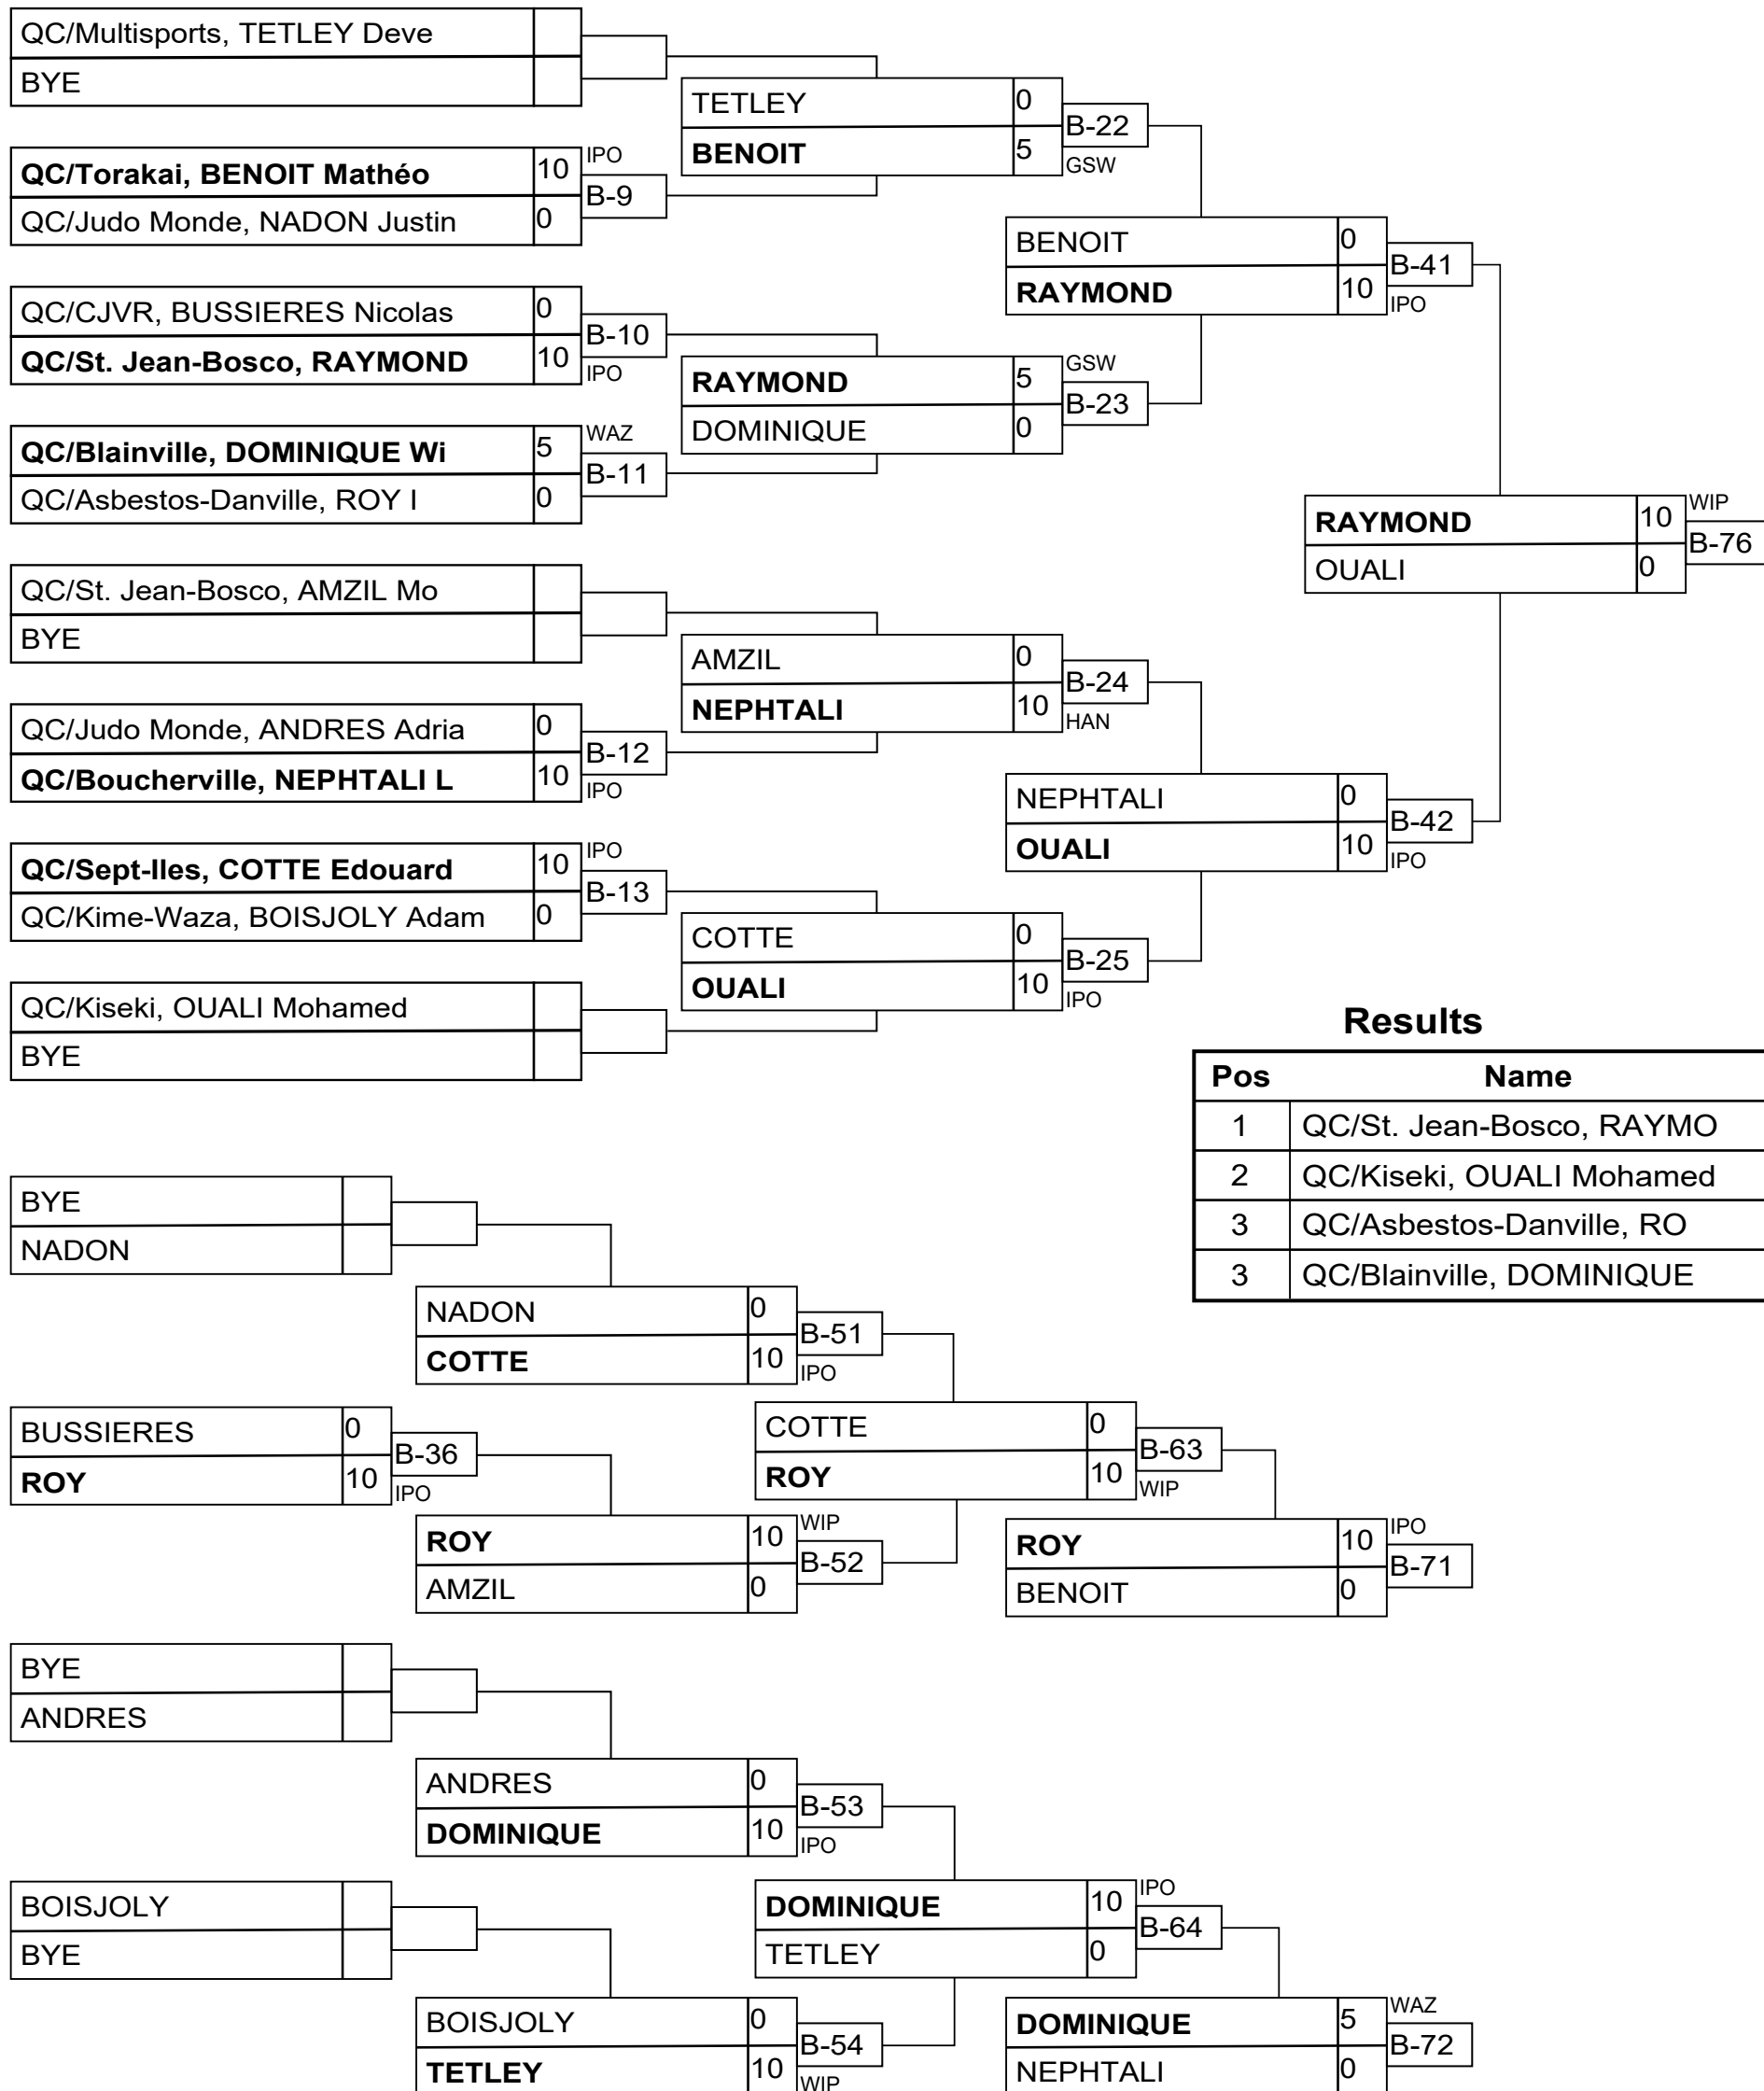 QC/Multisports, TETLEY Deve
BYE
TETLEY 0
B-22
BENOIT 5
GSW
QC/Torakai, BENOIT Mathéo 10
IPO
B-9
QC/Judo Monde, NADON Justin 0
BENOIT 0
B-41
RAYMOND 10
IPO
QC/CJVR, BUSSIERES Nicolas 0
B-10
QC/St. Jean-Bosco, RAYMOND 10
IPO
RAYMOND 5
GSW
B-23
DOMINIQUE 0
QC/Blainville, DOMINIQUE Wi 5
WAZ
B-11
QC/Asbestos-Danville, ROY I 0
RAYMOND 10
WIP
B-76
OUALI 0
QC/St. Jean-Bosco, AMZIL Mo
BYE
AMZIL 0
B-24
NEPHTALI 10
HAN
QC/Judo Monde, ANDRES Adria 0
B-12
QC/Boucherville, NEPHTALI L 10
IPO
NEPHTALI 0
B-42
OUALI 10
IPO
QC/Sept-Iles, COTTE Edouard 10
IPO
B-13
QC/Kime-Waza, BOISJOLY Adam 0
COTTE 0
B-25
OUALI 10
IPO
QC/Kiseki, OUALI Mohamed
BYE
Results
Pos Name
1 QC/St. Jean-Bosco, RAYMO
2 QC/Kiseki, OUALI Mohamed
3 QC/Asbestos-Danville, RO
3 QC/Blainville, DOMINIQUE
BYE
NADON
NADON 0
B-51
COTTE 10
IPO
BUSSIERES 0
B-36
ROY 10
IPO
COTTE 0
B-63
ROY 10
WIP
ROY 10
WIP
B-52
AMZIL 0
ROY 10
IPO
B-71
BENOIT 0
BYE
ANDRES
ANDRES 0
B-53
DOMINIQUE 10
IPO
BOISJOLY
BYE
DOMINIQUE 10
IPO
B-64
TETLEY 0
BOISJOLY 0
B-54
TETLEY 10
WIP
DOMINIQUE 5
WAZ
B-72
NEPHTALI 0